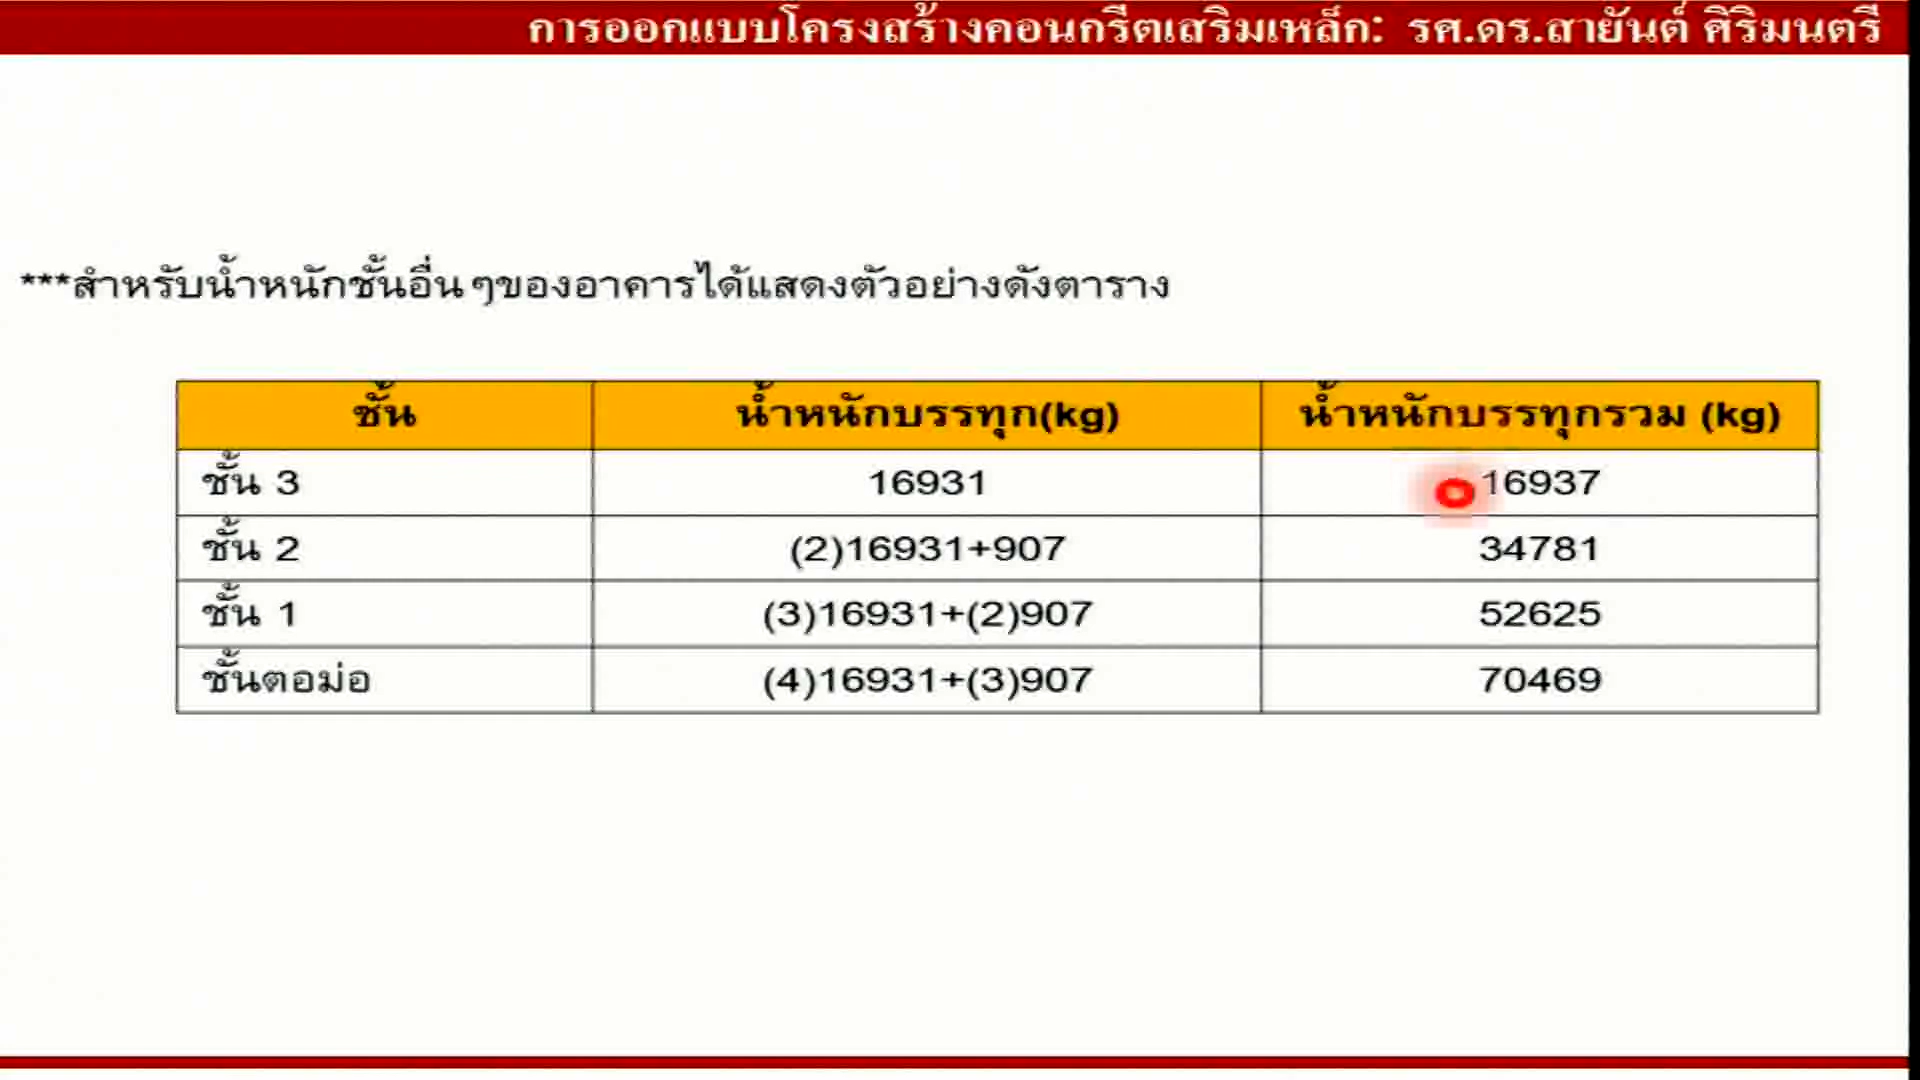 การออกแบบโครงสร้างคอนกรีตเสริมเหล็ก: รศ.ดร.สายันต์ ศิริมนตรี
***สำหรับน้ำหนักชั้นอื่นๆของอาคารได้แสดงตัวอย่างดังตาราง
ชั้น น้ำหนักบรรทุก(kg) น้ำหนักบรรทุกรวม (kg)
ชั้น 3 16931 16937
ชั้น 2 (2)16931+907 34781
ชั้น 1 (3)16931+(2)907 52625
ชั้นตอม่อ (4)16931+(3)907 70469